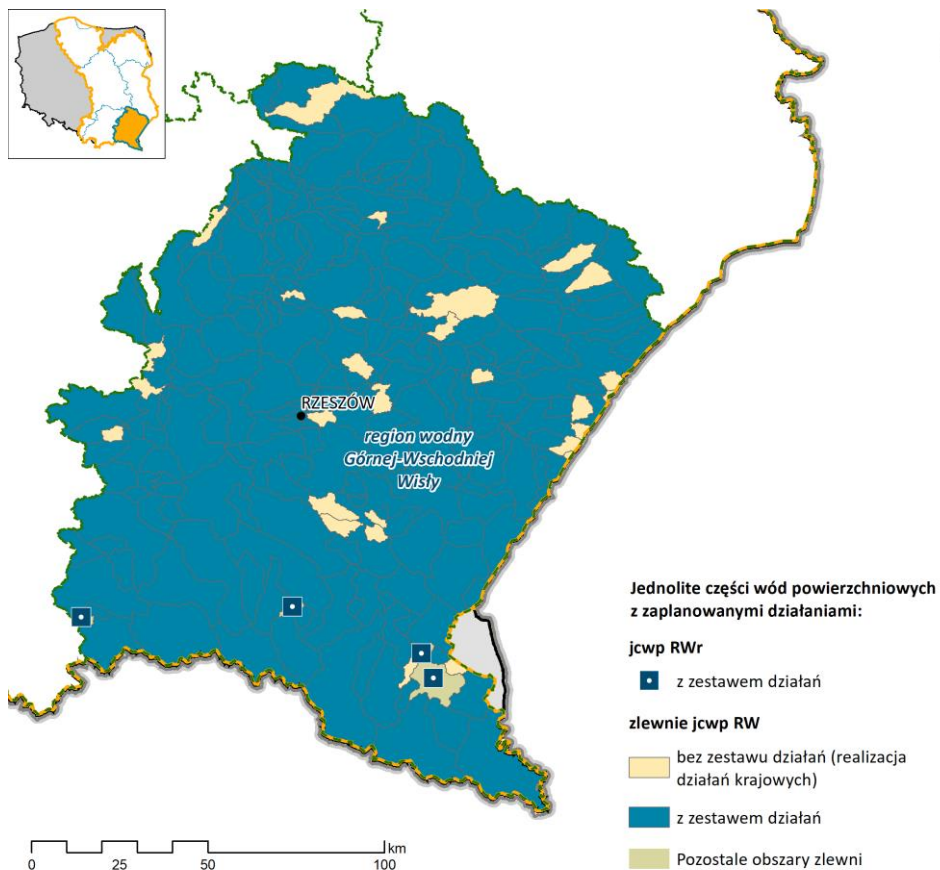 RZESZÓW
region wodny
Górnej-Wschodniej
Wisły
Jednolite części wód powierzchniowych
z zaplanowanymi działaniami:
jcwp RWr
z zestawem działań
zlewnie jcwp RW
bez zestawu działań (realizacja
działań krajowych)
z zestawem działań
Pozostałe obszary zlewni
km
0 25 50 100